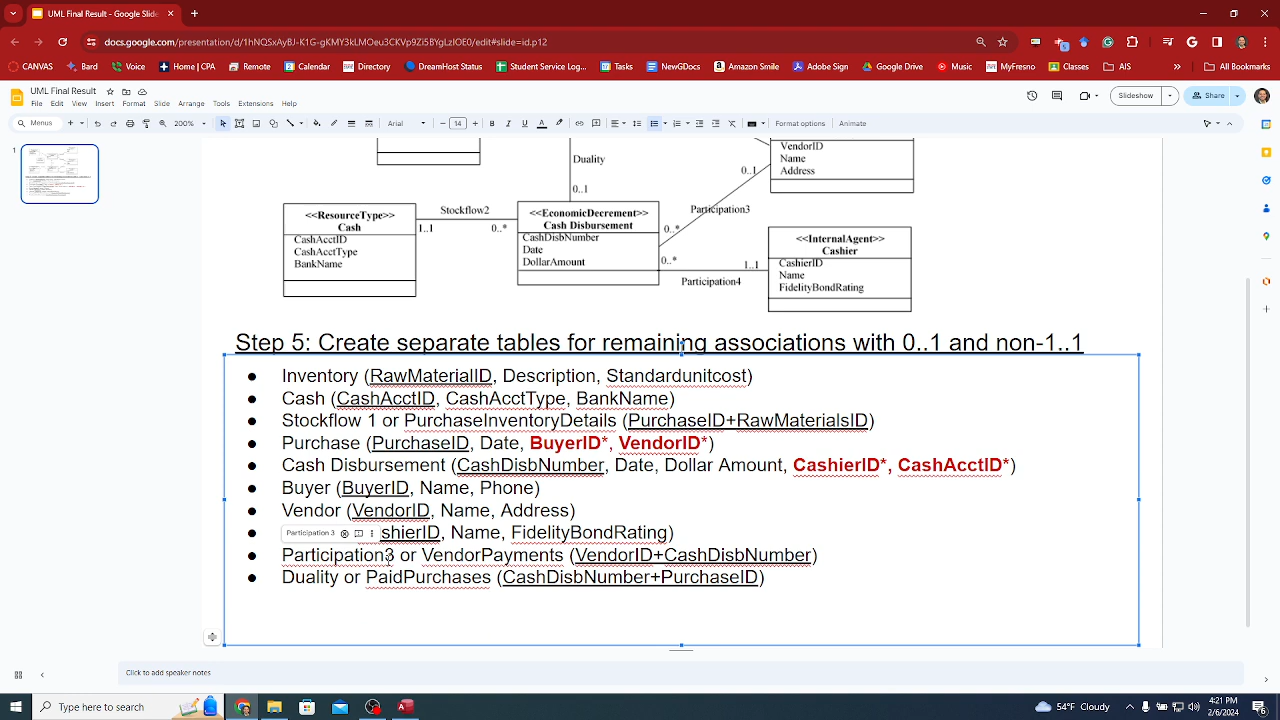 UML Final Result - Google Slide
docs.google.com/presentation/d/1hNQSxAyBJ-K1G-gKMY3kLMOeu3CKVp9Zi5BYgLzIOE0/edit#slide=id.p12
CANVAS Bard Voice Home | CPA Remote Calendar Directory DreamHost Status Student Service Log... Tasks NewGDocs Amazon Smile Adobe Sign Google Drive Music MyFresno Classes AIS » All Bookmarks
UML Final Result
File Edit View Insert Format Slide Arrange Tools Extensions Help
Slideshow Share
Menus 200% Arial 14 B I U A Format options Animate
1
Duality
0..1
VendorID
Name
Address
0..1
Participation3
0..*
<<ResourceType>>
Cash
CashAcctID
CashAcctType
BankName
Stockflow2
1..1 0..*
<<EconomicDecrement>>
Cash Disbursement
CashDisbNumber
Date
DollarAmount
0..* 1..1
Participation4
<<InternalAgent>>
Cashier
CashierID
Name
FidelityBondRating
Step 5: Create separate tables for remaining associations with 0..1 and non-1..1
● Inventory (RawMaterialID, Description, Standardunitcost)
● Cash (CashAcctID, CashAcctType, BankName)
● Stockflow 1 or PurchaseInventoryDetails (PurchaseID+RawMaterialsID)
● Purchase (PurchaseID, Date, BuyerID*, VendorID*)
● Cash Disbursement (CashDisbNumber, Date, Dollar Amount, CashierID*, CashAcctID*)
● Buyer (BuyerID, Name, Phone)
● Vendor (VendorID, Name, Address)
● Participation 3 shierID, Name, FidelityBondRating)
● Participation3 or VendorPayments (VendorID+CashDisbNumber)
● Duality or PaidPurchases (CashDisbNumber+PurchaseID)
Click to add speaker notes
Type here to search
54°F Cloudy
4:21 PM
2/6/2024